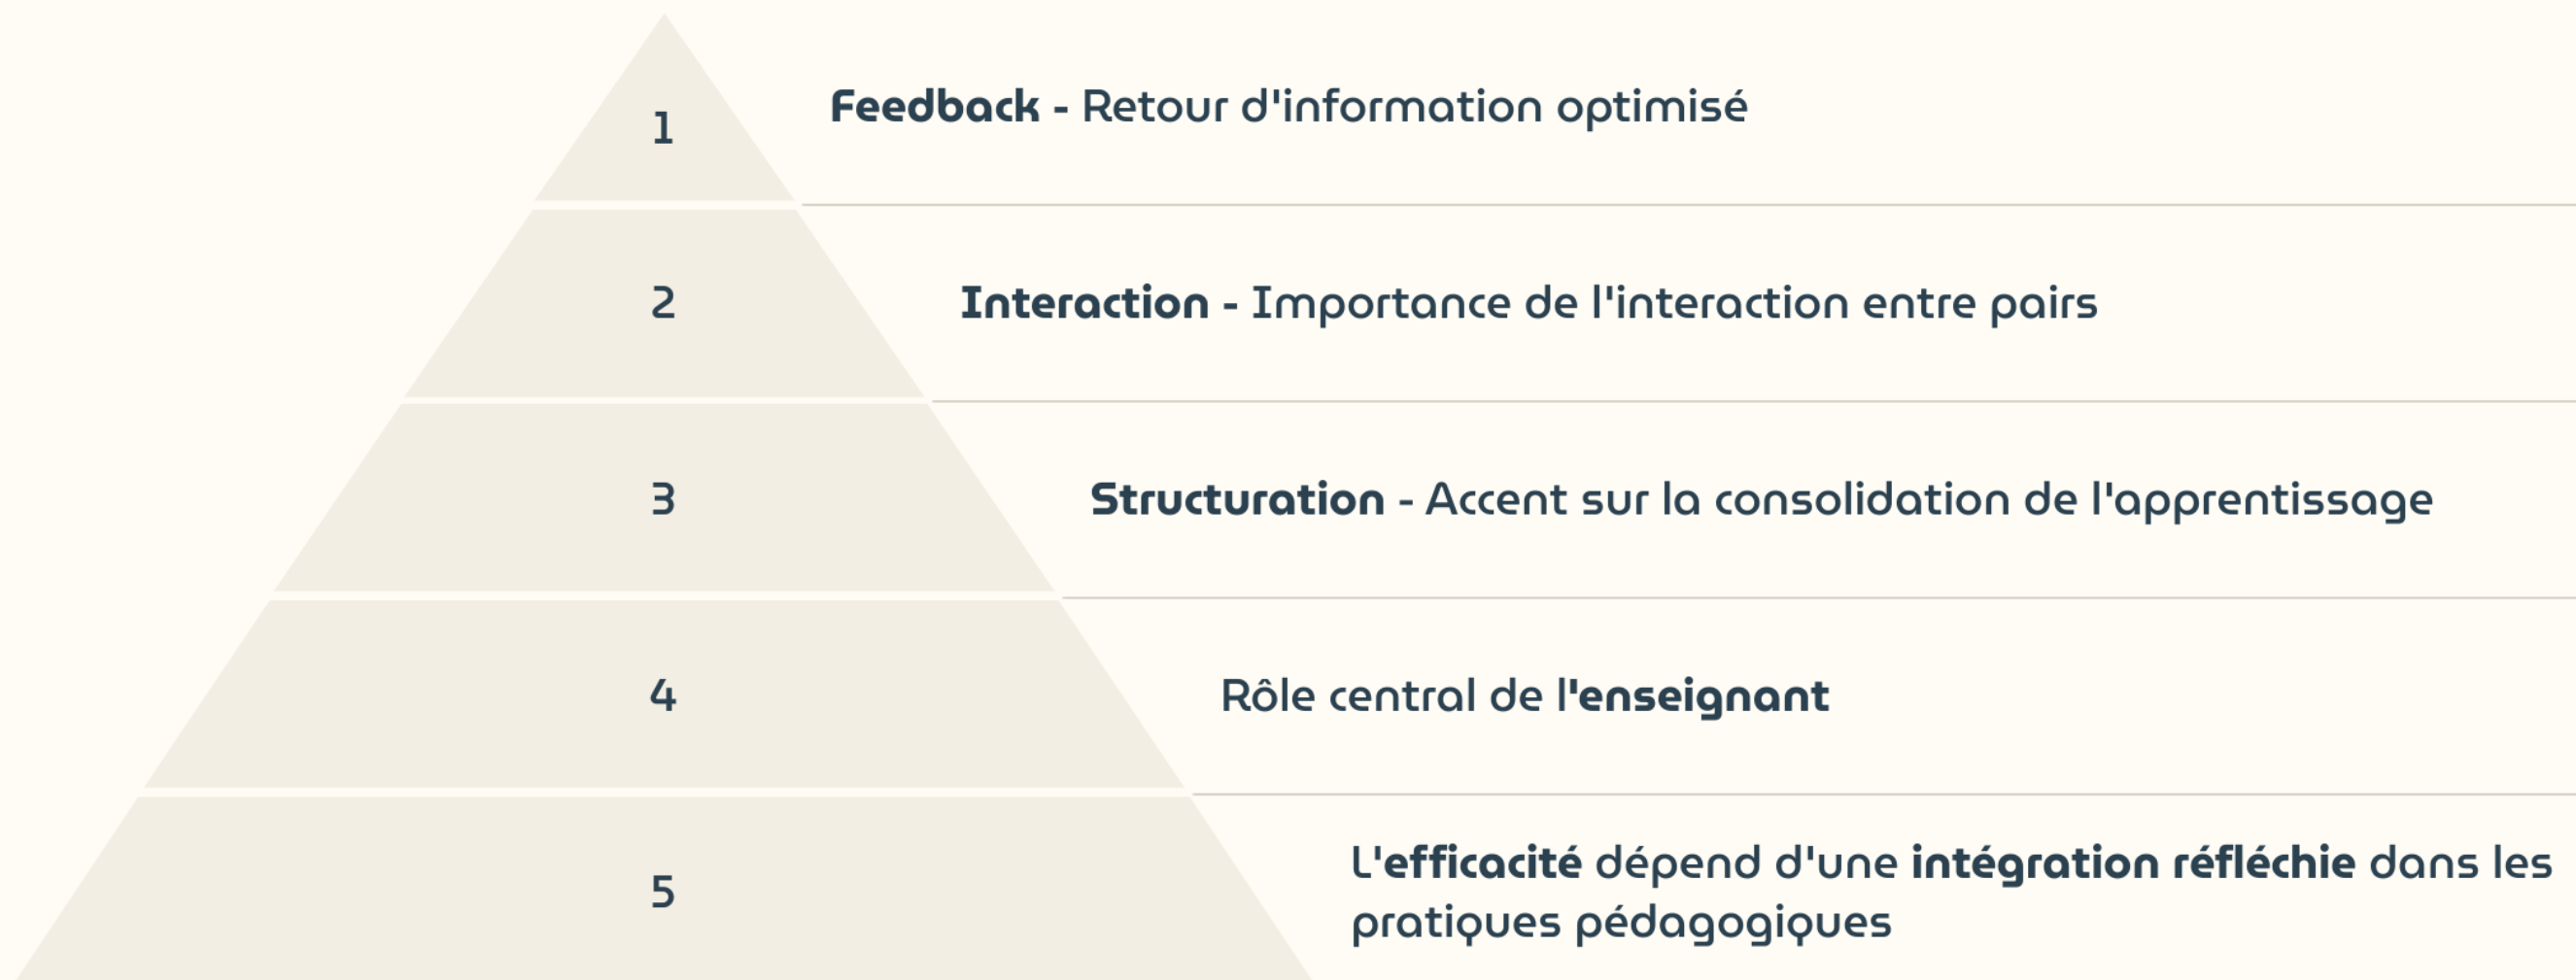 1
Feedback - Retour d'information optimisé
2
Interaction - Importance de l'interaction entre pairs
3
Structuration - Accent sur la consolidation de l'apprentissage
4
Rôle central de l'enseignant
5
L'efficacité dépend d'une intégration réfléchie dans les
pratiques pédagogiques